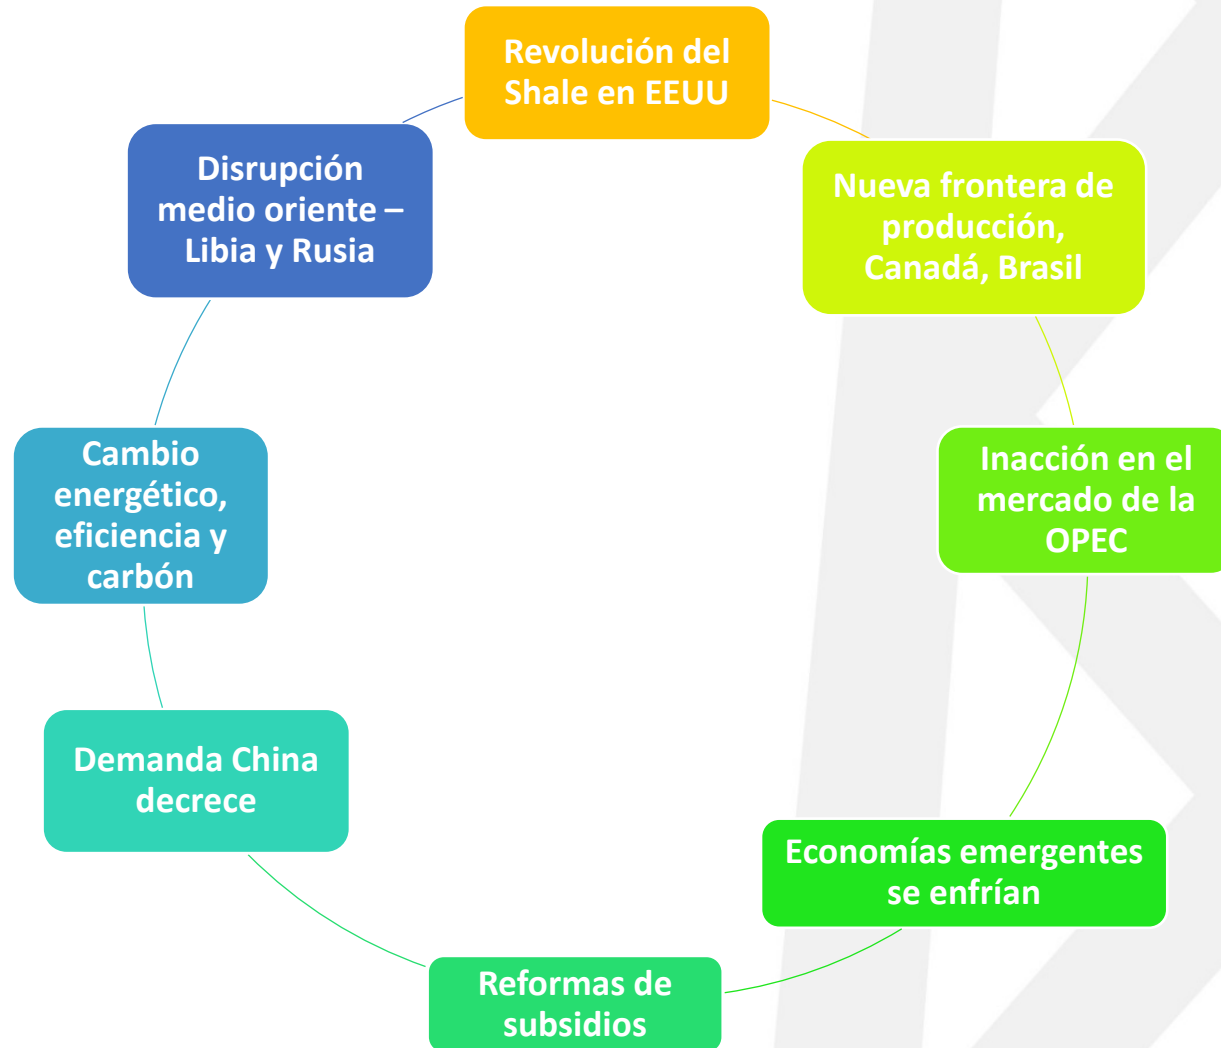 Revolución del
Shale en EEUU
Nueva frontera de
producción,
Canadá, Brasil
Inacción en el
mercado de la
OPEC
Economías emergentes
se enfrían
Reformas de
subsidios
Demanda China
decrece
Cambio
energético,
eficiencia y
carbón
Disrupción
medio oriente –
Libia y Rusia